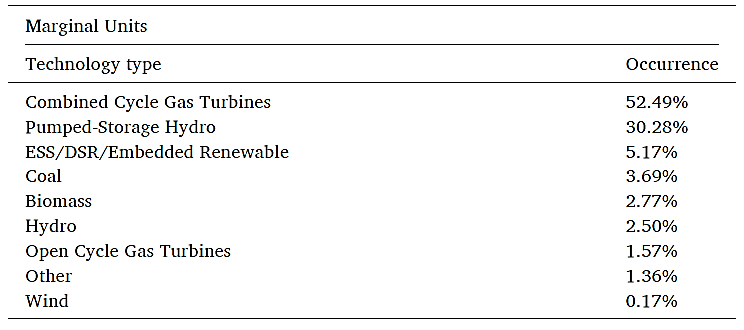 Marginal Units
Technology type Occurrence
Combined Cycle Gas Turbines 52.49%
Pumped-Storage Hydro 30.28%
ESS/DSR/Embedded Renewable 5.17%
Coal 3.69%
Biomass 2.77%
Hydro 2.50%
Open Cycle Gas Turbines 1.57%
Other 1.36%
Wind 0.17%